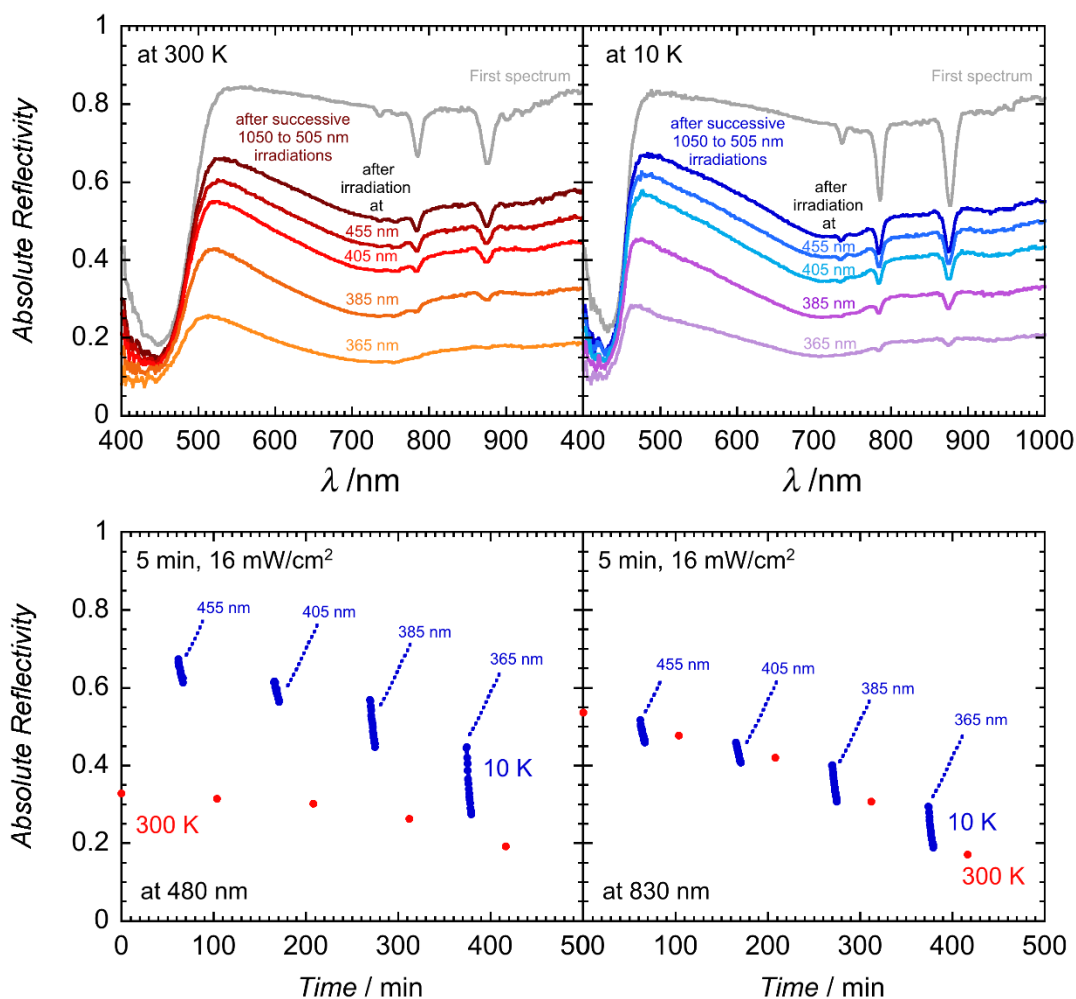 Absolute Reflectivity
1
0.8
0.6
0.4
0.2
0
at 300 K
First spectrum
after successive
1050 to 505 nm
irradiations
after
irradiation
at
455 nm
405 nm
385 nm
365 nm
400 500 600 700 800 900 400
λ /nm
at 10 K
First spectrum
after successive
1050 to 505 nm
irradiations
after
irradiation
at
455 nm
405 nm
385 nm
365 nm
500 600 700 800 900 1000
λ /nm
Absolute Reflectivity
1
0.8
0.6
0.4
0.2
0
5 min, 16 mW/cm²
455 nm
405 nm
385 nm
365 nm
10 K
300 K
at 480 nm
0 100 200 300 400 500
Time / min
5 min, 16 mW/cm²
455 nm
405 nm
385 nm
365 nm
10 K
300 K
at 830 nm
100 200 300 400 500
Time / min